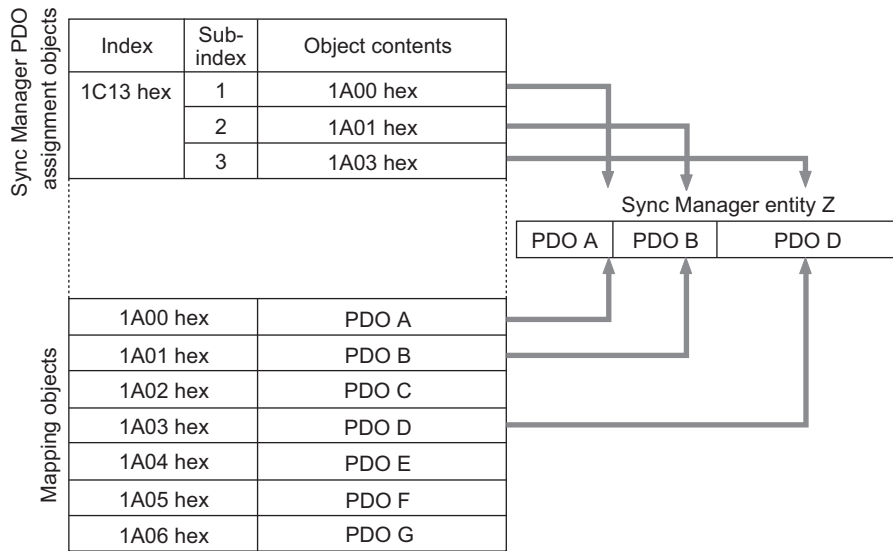 Sync Manager PDO
assignment objects
Index
Sub-
index
Object contents
1C13 hex
1
1A00 hex
2
1A01 hex
3
1A03 hex
Sync Manager entity Z
PDO A
PDO B
PDO D
Mapping objects
1A00 hex
PDO A
1A01 hex
PDO B
1A02 hex
PDO C
1A03 hex
PDO D
1A04 hex
PDO E
1A05 hex
PDO F
1A06 hex
PDO G